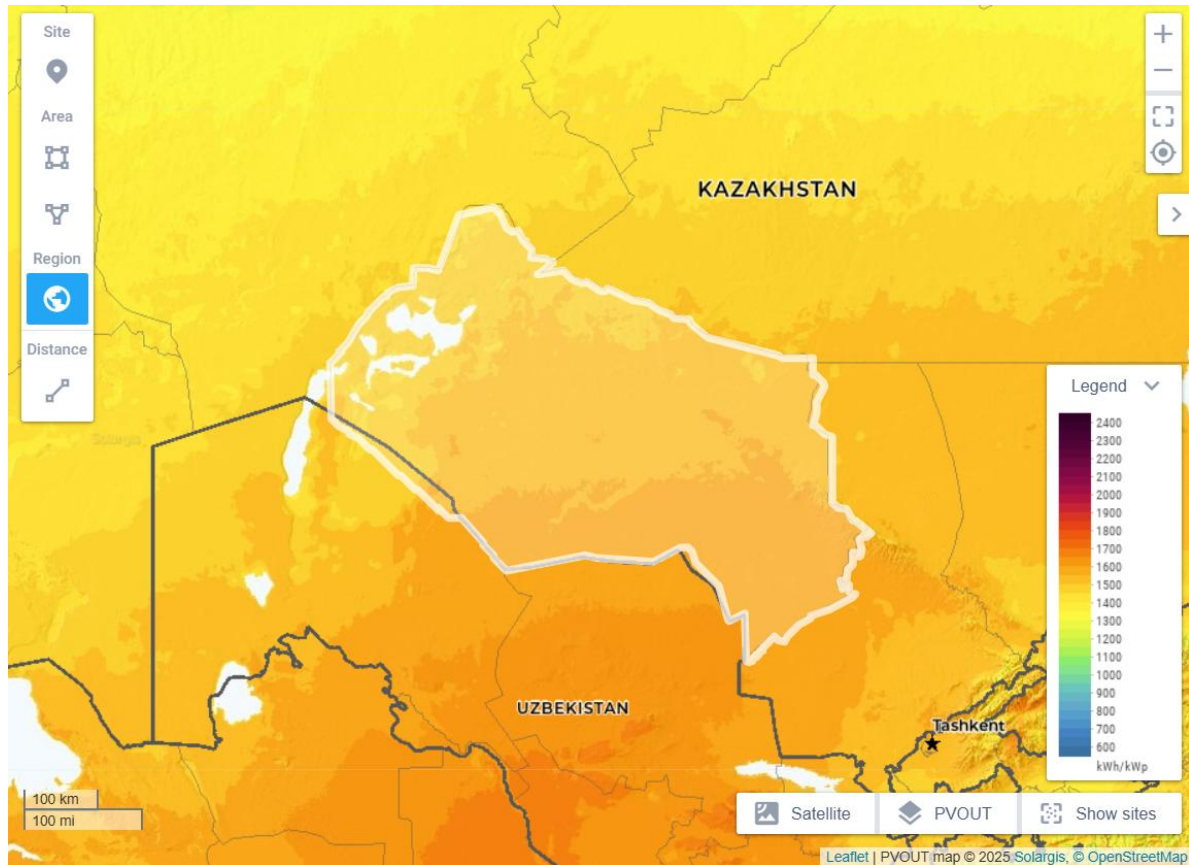 Site
Area
Region
Distance
Solargis
KAZAKHSTAN
UZBEKISTAN
Tashkent
+
−
Legend
2400
2300
2200
2100
2000
1900
1800
1700
1600
1500
1400
1300
1200
1100
1000
900
800
700
600
kWh/kWp
100 km
100 mi
Satellite
PVOUT
Show sites
Leaflet | PVOUT map © 2025 Solargis, © OpenStreetMap